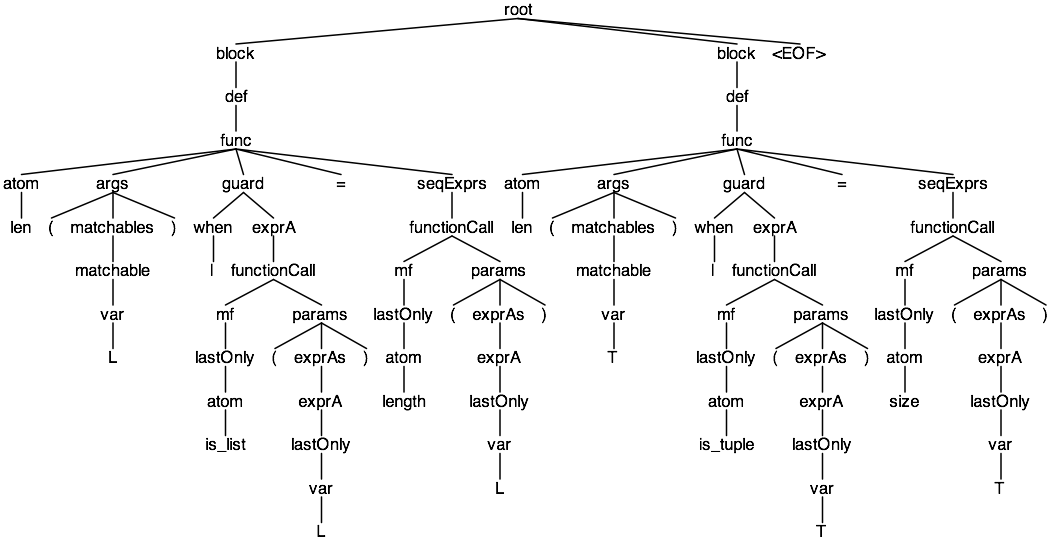 root
block block <EOF>
def def
func func
atom args guard = seqExprs atom args guard = seqExprs
len ( matchables ) when exprA functionCall len ( matchables ) when exprA functionCall
matchable | functionCall mf params matchable | functionCall mf params
var mf params lastOnly ( exprAs ) var mf params lastOnly ( exprAs )
L lastOnly ( exprAs ) atom exprA T lastOnly ( exprAs ) atom exprA
atom exprA length lastOnly atom exprA size lastOnly
is_list lastOnly var is_tuple lastOnly var
var L var T
L T